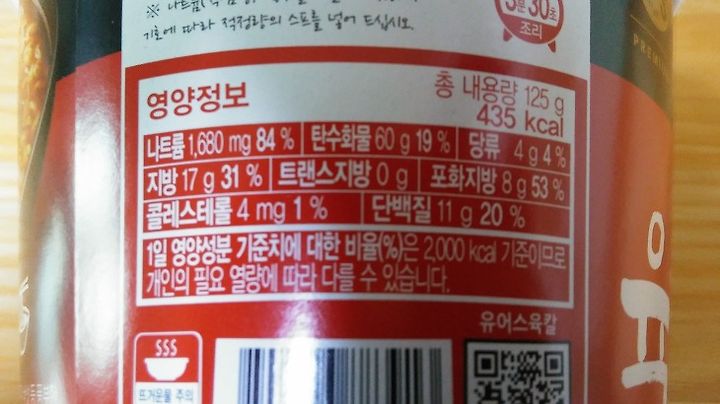 ※ 나트륨
기호에 따라 적정량의 스프를 넣어 드십시오.
3분 30초
조리
PREMIU
영양정보
총 내용량 125 g
435 kcal
나트륨 1,680 mg 84 % 탄수화물 60 g 19 % 당류 4 g 4 %
지방 17 g 31 % 트랜스지방 0 g 포화지방 8 g 53 %
콜레스테롤 4 mg 1 % 단백질 11 g 20 %
1일 영양성분 기준치에 대한 비율(%)은 2,000 kcal 기준이므로
개인의 필요 열량에 따라 다를 수 있습니다.
유어스육칼
SSS
뜨거운물 주의
육